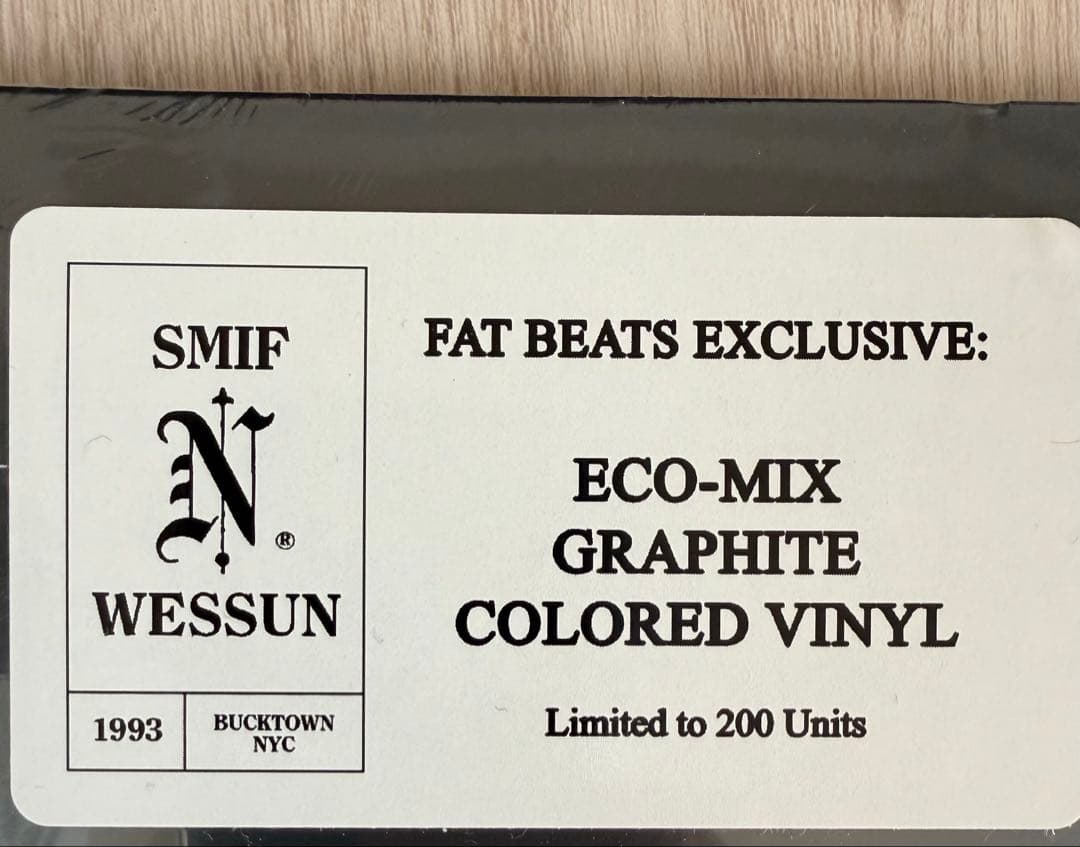 SMIF
N®
WESSUN
1993
BUCKTOWN
NYC
FAT BEATS EXCLUSIVE:
ECO-MIX
GRAPHITE
COLORED VINYL
Limited to 200 Units